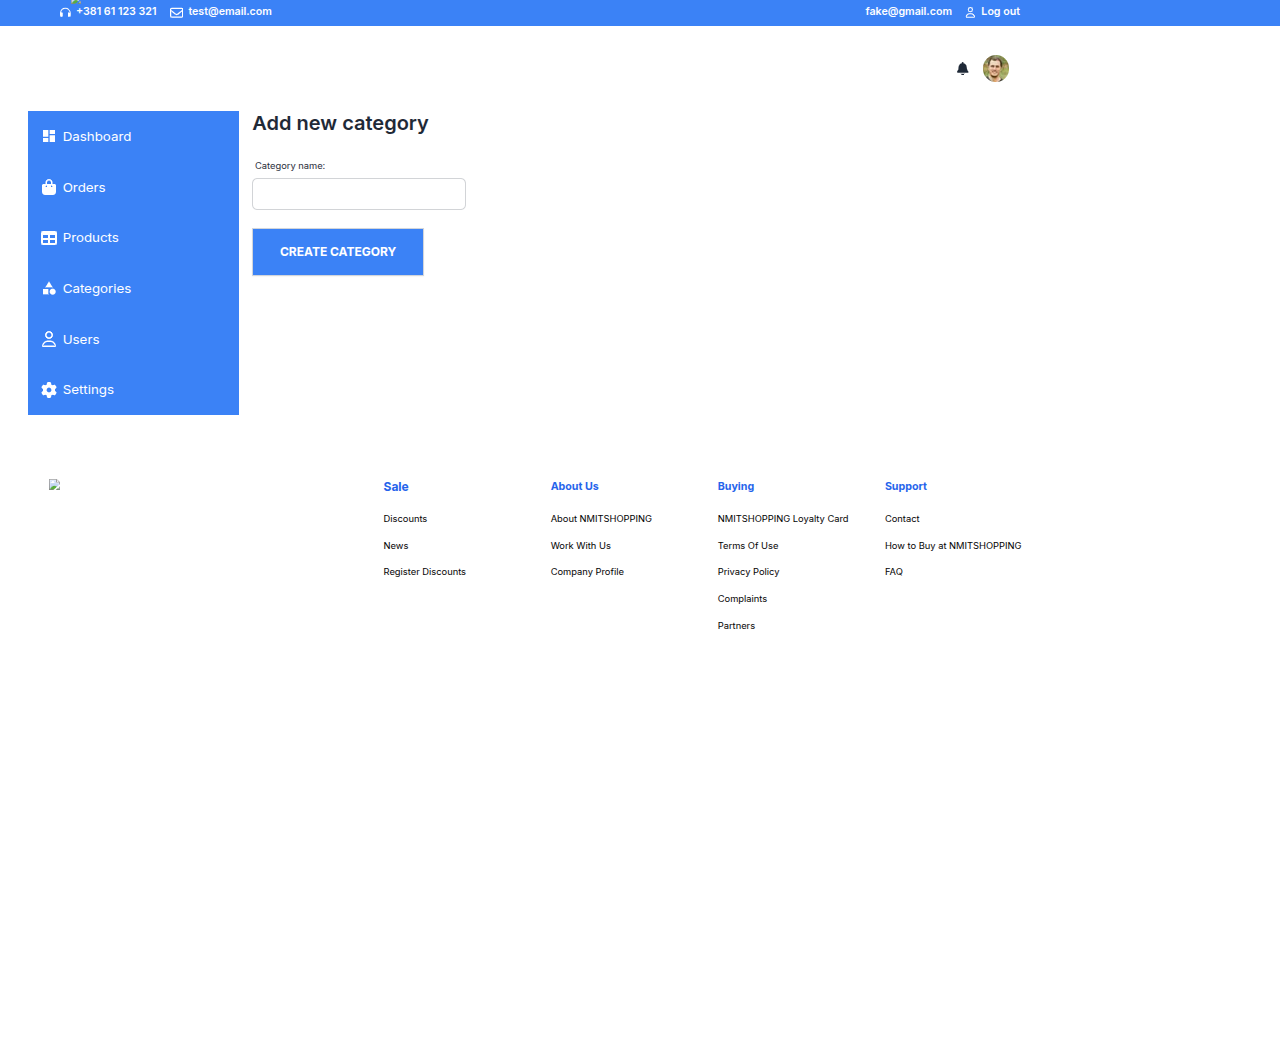 +381 61 123 321 test@email.com fake@gmail.com Log out
Dashboard
Orders
Products
Categories
Users
Settings
Add new category
Category name:
CREATE CATEGORY
Sale
Discounts
News
Register Discounts
About Us
About NMITSHOPPING
Work With Us
Company Profile
Buying
NMITSHOPPING Loyalty Card
Terms Of Use
Privacy Policy
Complaints
Partners
Support
Contact
How to Buy at NMITSHOPPING
FAQ